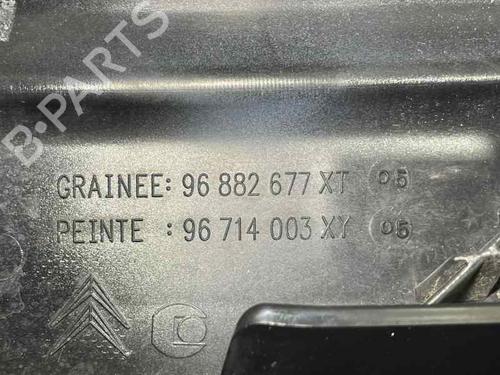 B-PARTS
GRAINEE: 96 882 677 XT 05
PEINTE : 96 714 003 XY 05